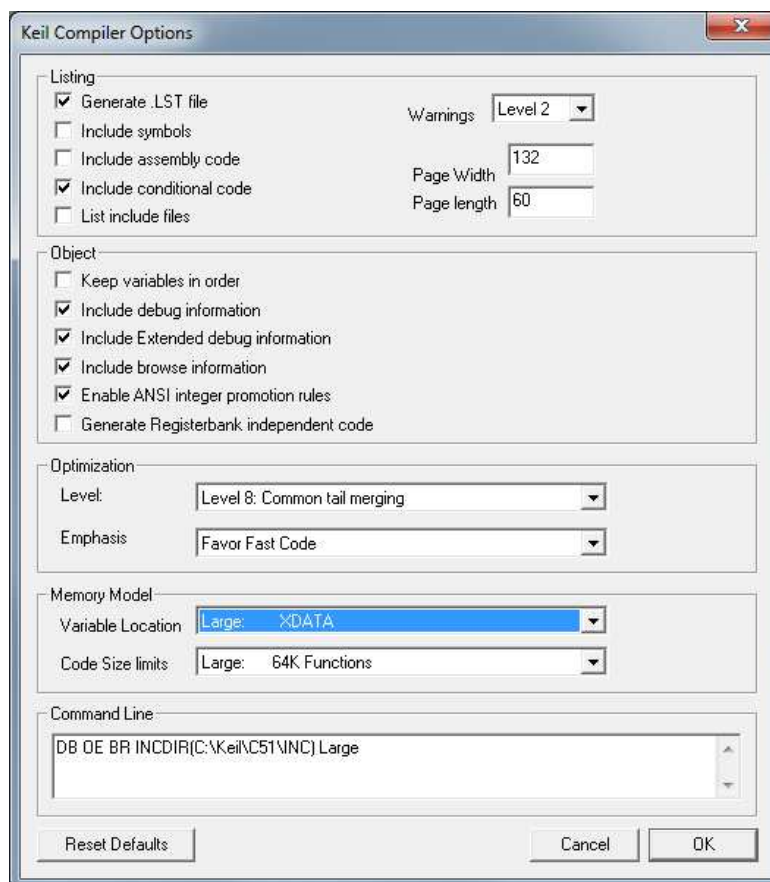 Keil Compiler Options
Listing
Generate .LST file
Include symbols
Include assembly code
Include conditional code
List include files
Warnings Level 2
Page Width 132
Page length 60
Object
Keep variables in order
Include debug information
Include Extended debug information
Include browse information
Enable ANSI integer promotion rules
Generate Registerbank independent code
Optimization
Level: Level 8: Common tail merging
Emphasis Favor Fast Code
Memory Model
Variable Location Large: XDATA
Code Size limits Large: 64K Functions
Command Line
DB OE BR INCDIR(C:\Keil\C51\INC) Large
Reset Defaults Cancel OK